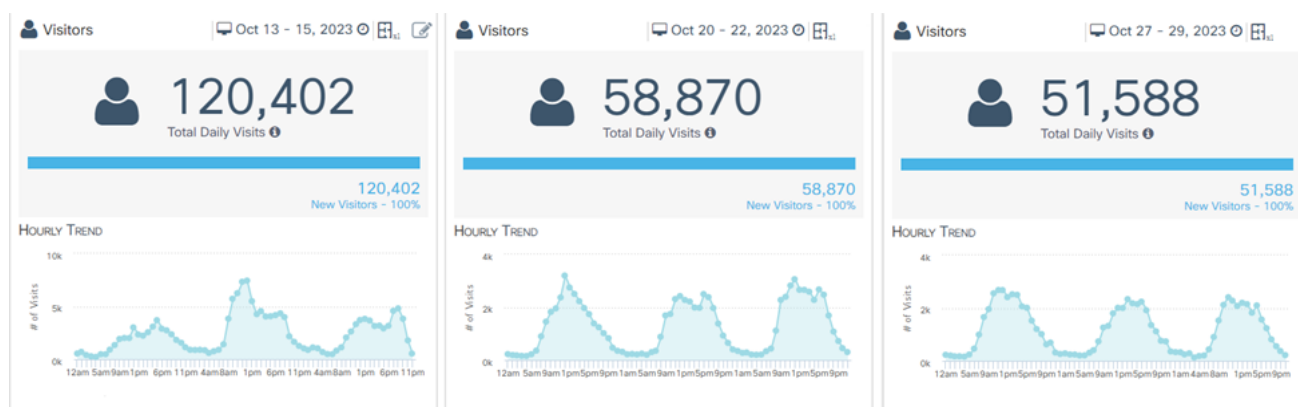 Visitors
Oct 13 - 15, 2023
120,402
Total Daily Visits
120,402
New Visitors - 100%
HOURLY TREND
10k
5k
0k
# of Visits
12am 5am 9am 1pm 6pm 11pm 4am 8am 1pm 6pm 11pm 4am 8am 1pm 6pm 11pm
Visitors
Oct 20 - 22, 2023
58,870
Total Daily Visits
58,870
New Visitors - 100%
HOURLY TREND
4k
2k
0k
# of Visits
12am 5am 9am 1pm 5pm 9pm 1am 5am 9am 1pm 5pm 9pm 1am 5am 9am 1pm 5pm 9pm
Visitors
Oct 27 - 29, 2023
51,588
Total Daily Visits
51,588
New Visitors - 100%
HOURLY TREND
4k
2k
0k
# of Visits
12am 5am 9am 1pm 5pm 9pm 1am 5am 9am 1pm 5pm 9pm 1am 4am 8am 1pm 5pm 9pm